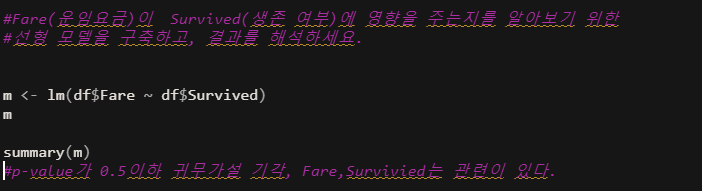 #Fare(운임요금)이  Survived(생존 여부)에 영향을 주는지를 알아보기 위한
#선형 모델을 구축하고, 결과를 해석하세요.
m <- lm(df$Fare ~ df$Survived)
m
summary(m)
#p-value가 0.5이하 귀무가설 기각, Fare,Survivied는 관련이 있다.